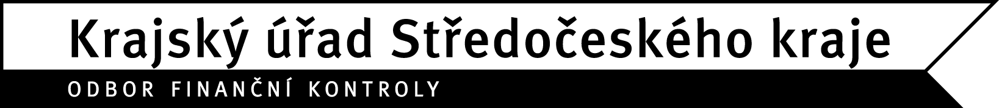 Krajský úřad Středočeského kraje
ODBOR FINANČNÍ KONTROLY